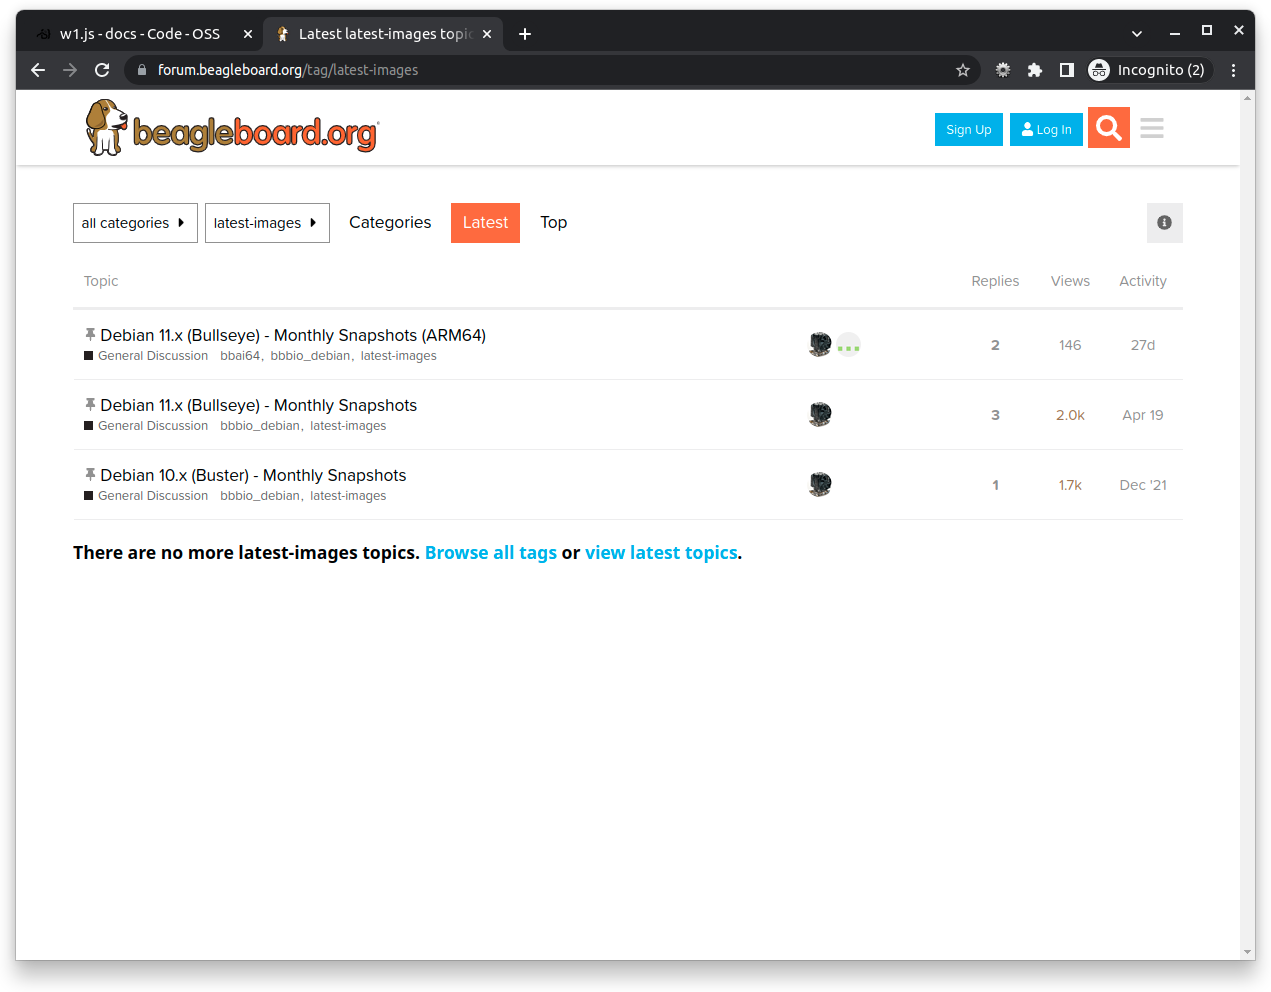 w1.js - docs - Code - OSS
Latest latest-images topic
forum.beagleboard.org/tag/latest-images
Incognito (2)
beagleboard.org
Sign Up
Log In
all categories
latest-images
Categories
Latest
Top
Topic Replies Views Activity
Debian 11.x (Bullseye) - Monthly Snapshots (ARM64)
General Discussion bbai64, bbbio_debian, latest-images
2 146 27d
Debian 11.x (Bullseye) - Monthly Snapshots
General Discussion bbbio_debian, latest-images
3 2.0k Apr 19
Debian 10.x (Buster) - Monthly Snapshots
General Discussion bbbio_debian, latest-images
1 1.7k Dec '21
There are no more latest-images topics. Browse all tags or view latest topics.